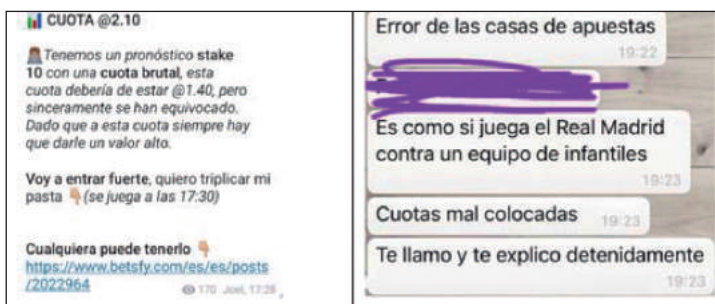 CUOTA @2.10
Tenemos un pronóstico stake
10 con una cuota brutal, esta
cuota debería de estar @1.40, pero
sinceramente se han equivocado.
Dado que a esta cuota siempre hay
que darle un valor alto.
Voy a entrar fuerte, quiero triplicar mi
pasta 👇 (se juega a las 17:30)
Cualquiera puede tenerlo 👇
https://www.betsfy.com/es/es/posts
/2022964
170 Joel, 17:28
Error de las casas de apuestas
19:22
Es como si juega el Real Madrid
contra un equipo de infantiles
19:23
Cuotas mal colocadas 19:23
Te llamo y te explico detenidamente
19:23